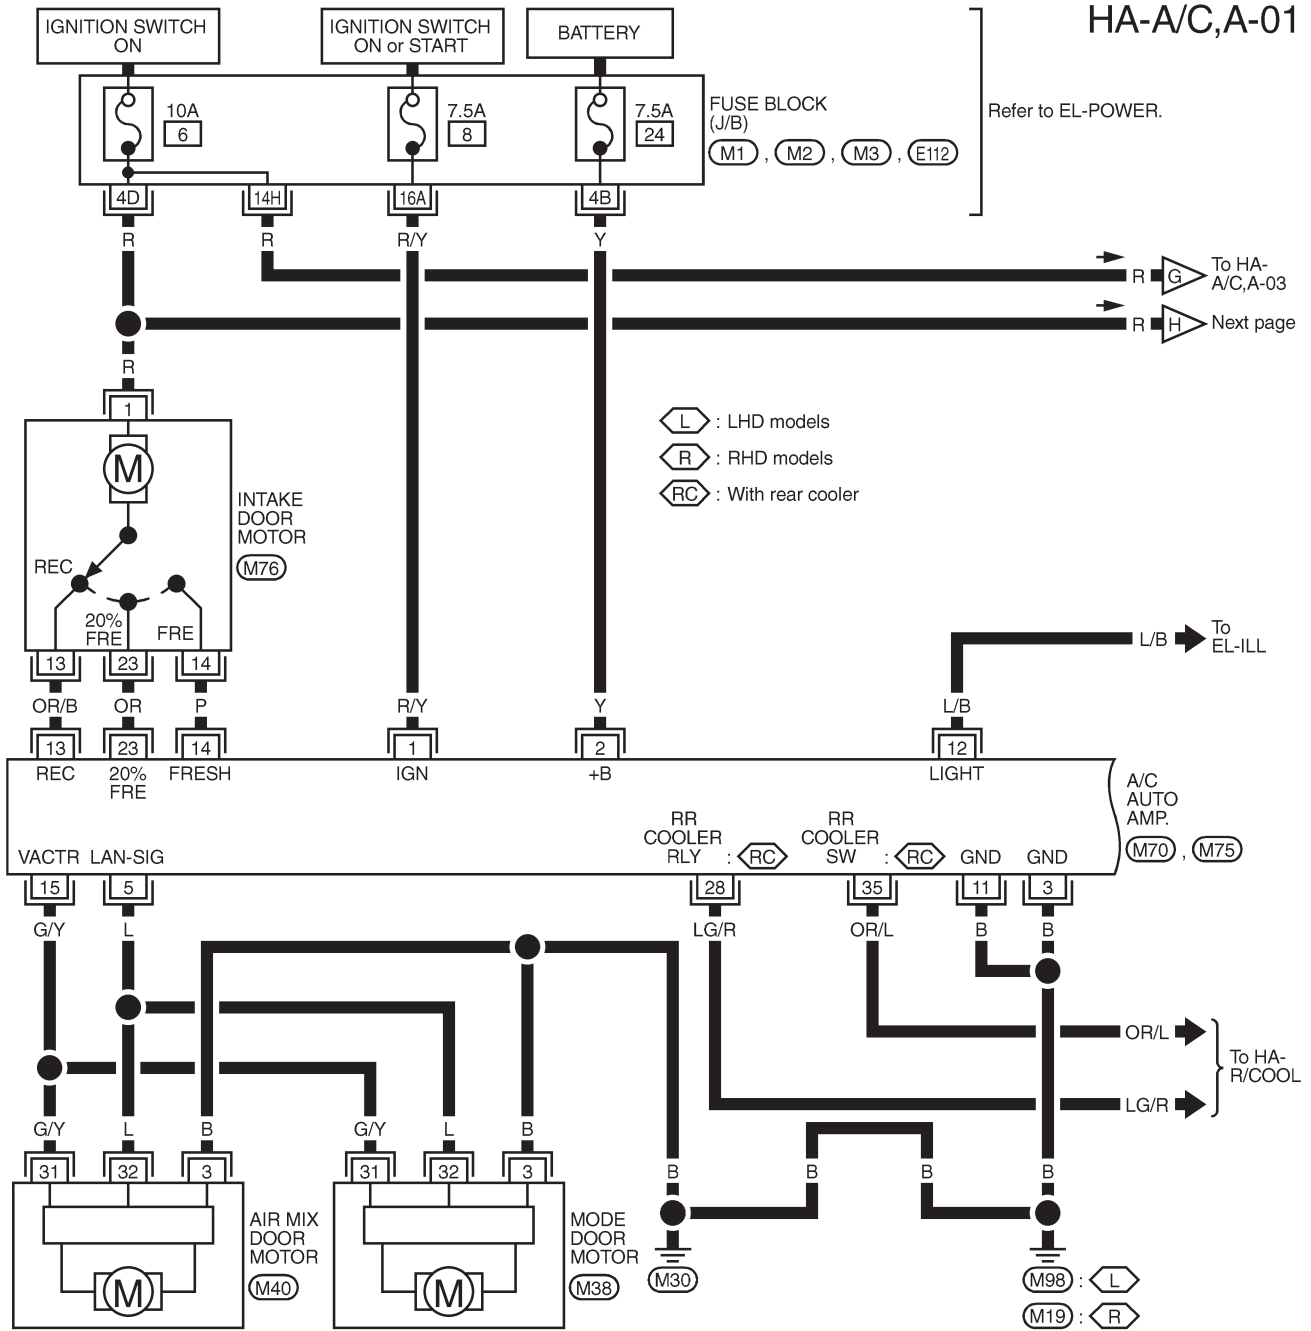 HA-A/C,A-01
IGNITION SWITCH
ON
IGNITION SWITCH
ON or START
BATTERY
10A
6
7.5A
8
7.5A
24
FUSE BLOCK
(J/B)
M1 , M2 , M3 , E112
Refer to EL-POWER.
4D
14H
16A
4B
R
R
R/Y
Y
R
G
To HA-
A/C,A-03
R
H
Next page
R
1
M
INTAKE
DOOR
MOTOR
M76
REC
20%
FRE
FRE
L : LHD models
R : RHD models
RC : With rear cooler
13
23
14
OR/B
OR
P
R/Y
Y
L/B
L/B
To
EL-ILL
13
23
14
1
2
12
REC
20%
FRE
FRESH
IGN
+B
LIGHT
A/C
AUTO
AMP.
M70 , M75
VACTR
LAN-SIG
RR
COOLER
RLY : RC
RR
COOLER
SW : RC
GND
GND
15
5
28
35
11
3
G/Y
L
LG/R
OR/L
B
B
OR/L
LG/R
To HA-
R/COOL
G/Y
L
B
G/Y
L
B
B
B
B
B
31
32
3
31
32
3
M
AIR MIX
DOOR
MOTOR
M40
M
MODE
DOOR
MOTOR
M38
M30
M98 : L
M19 : R